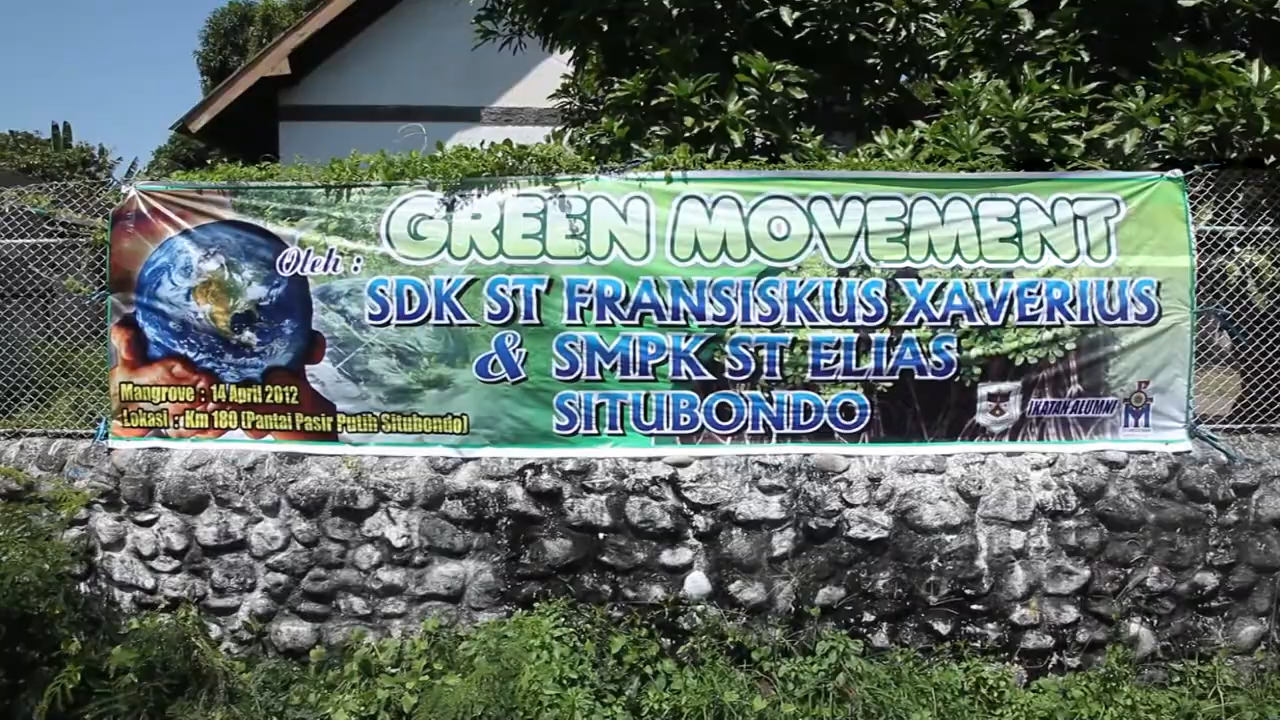 GREEN MOVEMENT
Oleh :
SDK ST FRANSISKUS XAVERIUS
& SMPK ST ELIAS
SITUBONDO
Mangrove : 14 April 2012
Lokasi : Km 180 (Pantai Pasir Putih Situbondo)
IKATAN ALUMNI